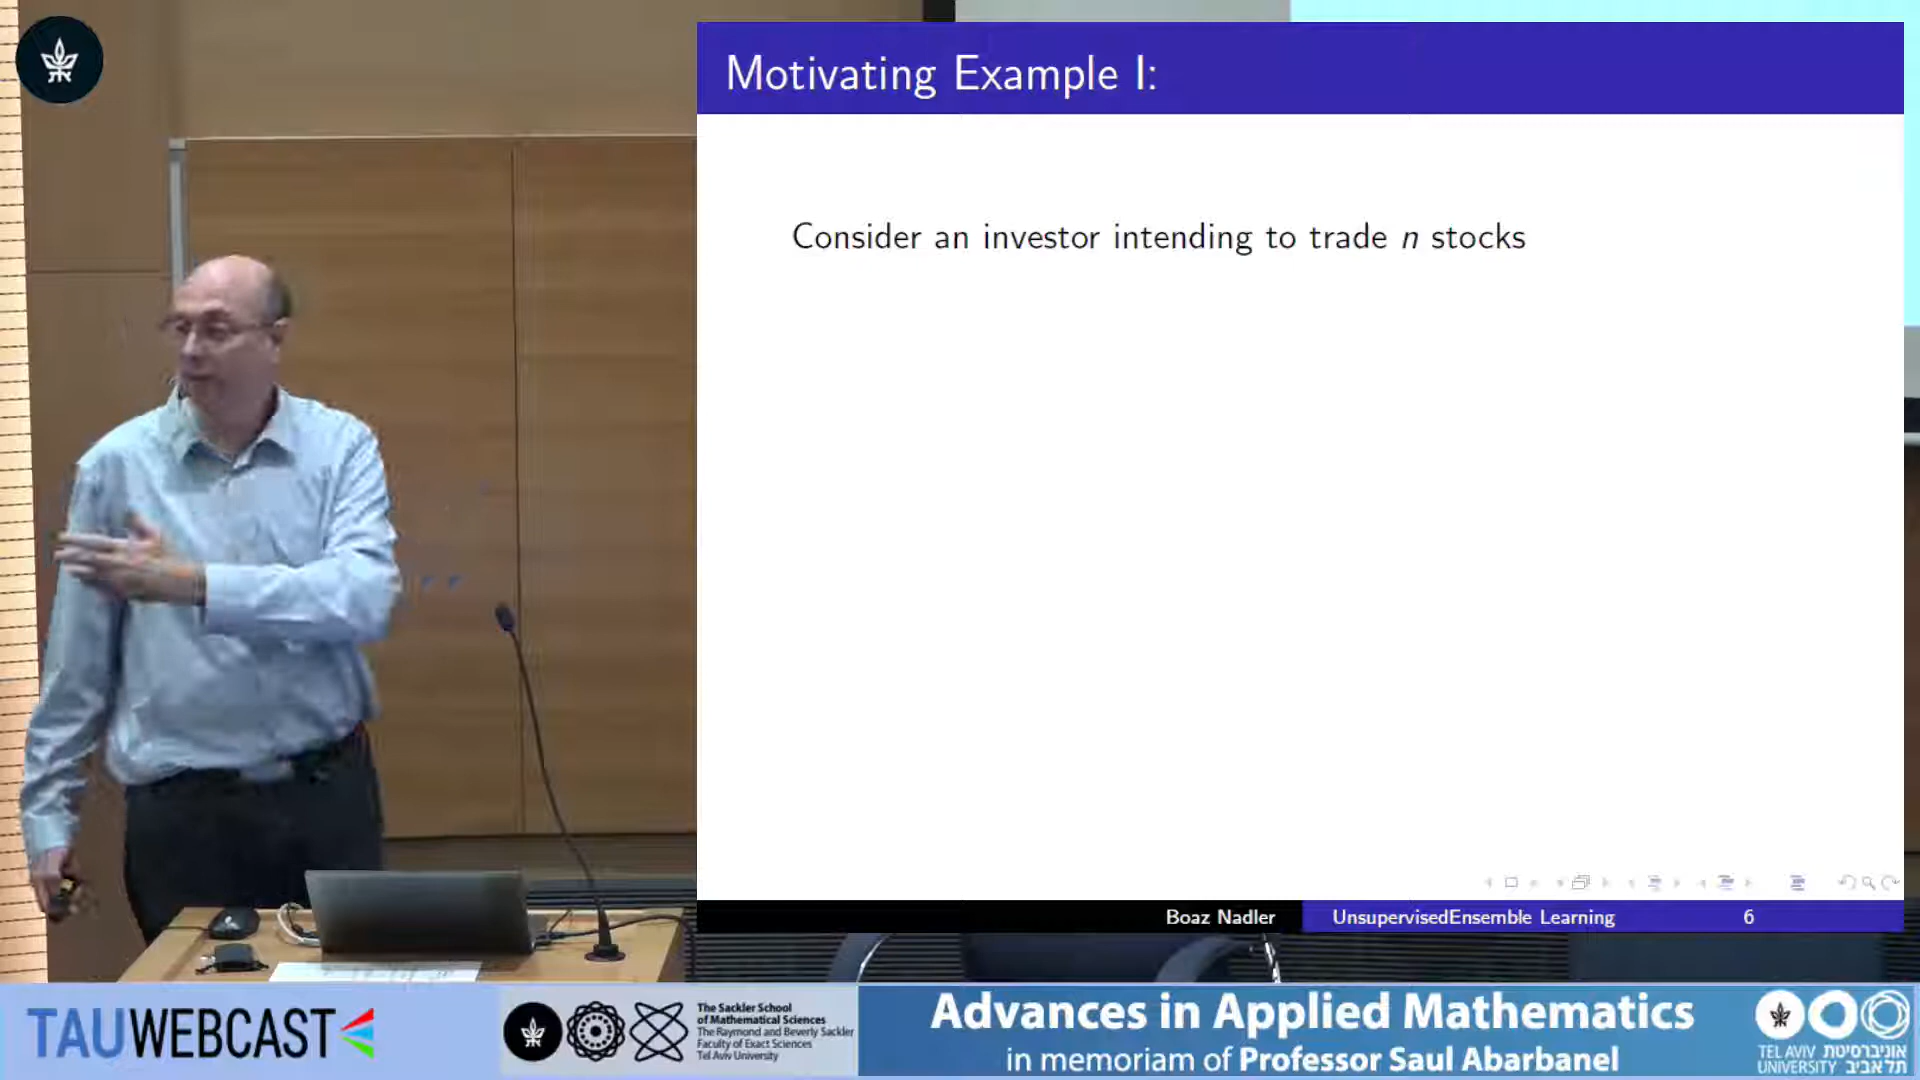 Motivating Example I:
Consider an investor intending to trade n stocks
Boaz Nadler
UnsupervisedEnsemble Learning
6
TAUWEBCAST
The Sackler School
of Mathematical Sciences
The Raymond and Beverly Sackler
Faculty of Exact Sciences
Tel Aviv University
Advances in Applied Mathematics
in memoriam of Professor Saul Abarbanel
TEL AVIV אוניברסיטת
UNIVERSITY תל אביב